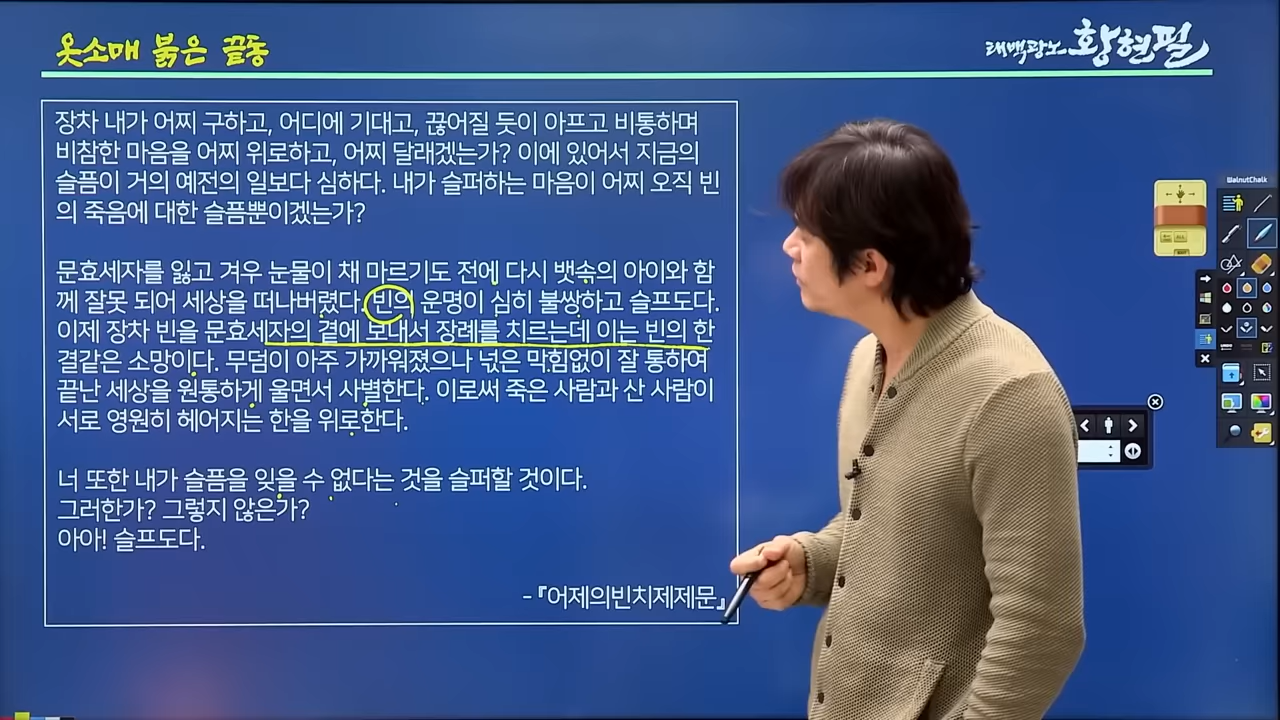 옷소매 붉은 끝동
태백광노 황현필
장차 내가 어찌 구하고, 어디에 기대고, 끊어질 듯이 아프고 비통하며
비참한 마음을 어찌 위로하고, 어찌 달래겠는가? 이에 있어서 지금의
슬픔이 거의 예전의 일보다 심하다. 내가 슬퍼하는 마음이 어찌 오직 빈
의 죽음에 대한 슬픔뿐이겠는가?
문효세자를 잃고 겨우 눈물이 채 마르기도 전에 다시 뱃속의 아이와 함
께 잘못 되어 세상을 떠나버렸다. 빈의 운명이 심히 불쌍하고 슬프도다.
이제 장차 빈을 문효세자의 곁에 보내서 장례를 치르는데 이는 빈의 한
결같은 소망이다. 무덤이 아주 가까워졌으나 넋은 막힘없이 잘 통하여
끝난 세상을 원통하게 울면서 사별한다. 이로써 죽은 사람과 산 사람이
서로 영원히 헤어지는 한을 위로한다.
너 또한 내가 슬픔을 잊을 수 없다는 것을 슬퍼할 것이다.
그러한가? 그렇지 않은가?
아아! 슬프도다.
-『어제의빈치제제문』
WalnutChalk